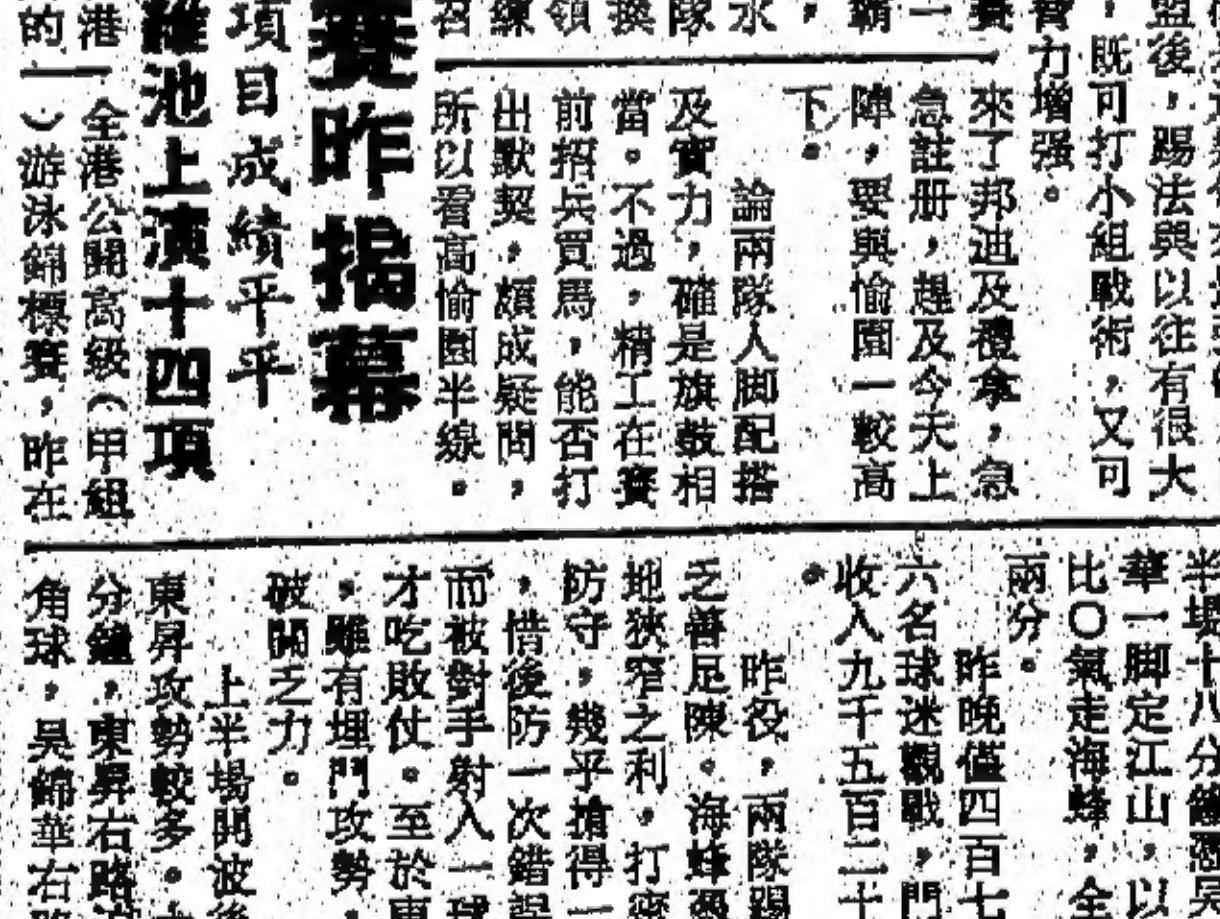 盟後，踢法與以往有很大
，既可打小組戰術，又可
力增强。
來了邦迪及禮拿，急
急註册，趕及今天上
陣，要與愉園一較高
下。
論兩隊人脚配搭
及實力，確是旗鼓相
當。不過，精工在賽
前招兵買馬，能否打
出默契，頗成疑問，
所以看高愉園半線。
賽昨揭幕
項目成績平平
維池上演十四項
港
全港公開高級（甲組
的
）游泳錦標賽，昨在
半場十八分鐘
華一脚定江山，以
比〇氣走海蜂，全
兩分。
昨晚僅四百七
六名球迷觀戰，門
收入九千五百二十
。
昨役，兩隊踢
乏善足陳。海蜂
地狹窄之利，打
防守，幾乎搶得一
，惜後防一次錯誤
而被對手射入一球
才吃敗仗。至於東
，雖有埋門攻勢，
破開乏力。
上半場開波後
東昇攻勢較多。
分鐘，東昇右路
角球，吳錦華右